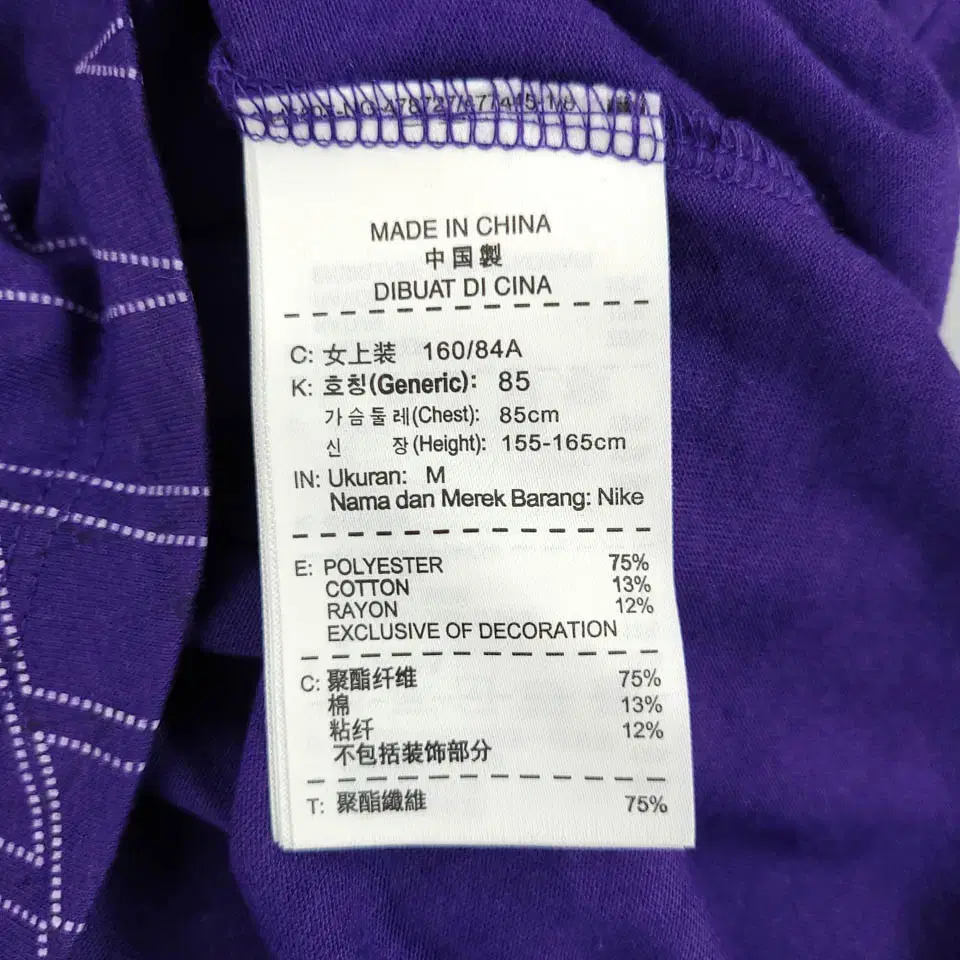 MADE IN CHINA
中国製
DIBUAT DI CINA
C: 女上装 160/84A
K: 호칭(Generic): 85
가슴둘레(Chest): 85cm
신 장(Height): 155-165cm
IN: Ukuran: M
Nama dan Merek Barang: Nike
E: POLYESTER 75%
COTTON 13%
RAYON 12%
EXCLUSIVE OF DECORATION
C: 聚酯纤维 75%
棉 13%
粘纤 12%
不包括装饰部分
T: 聚酯纖維 75%